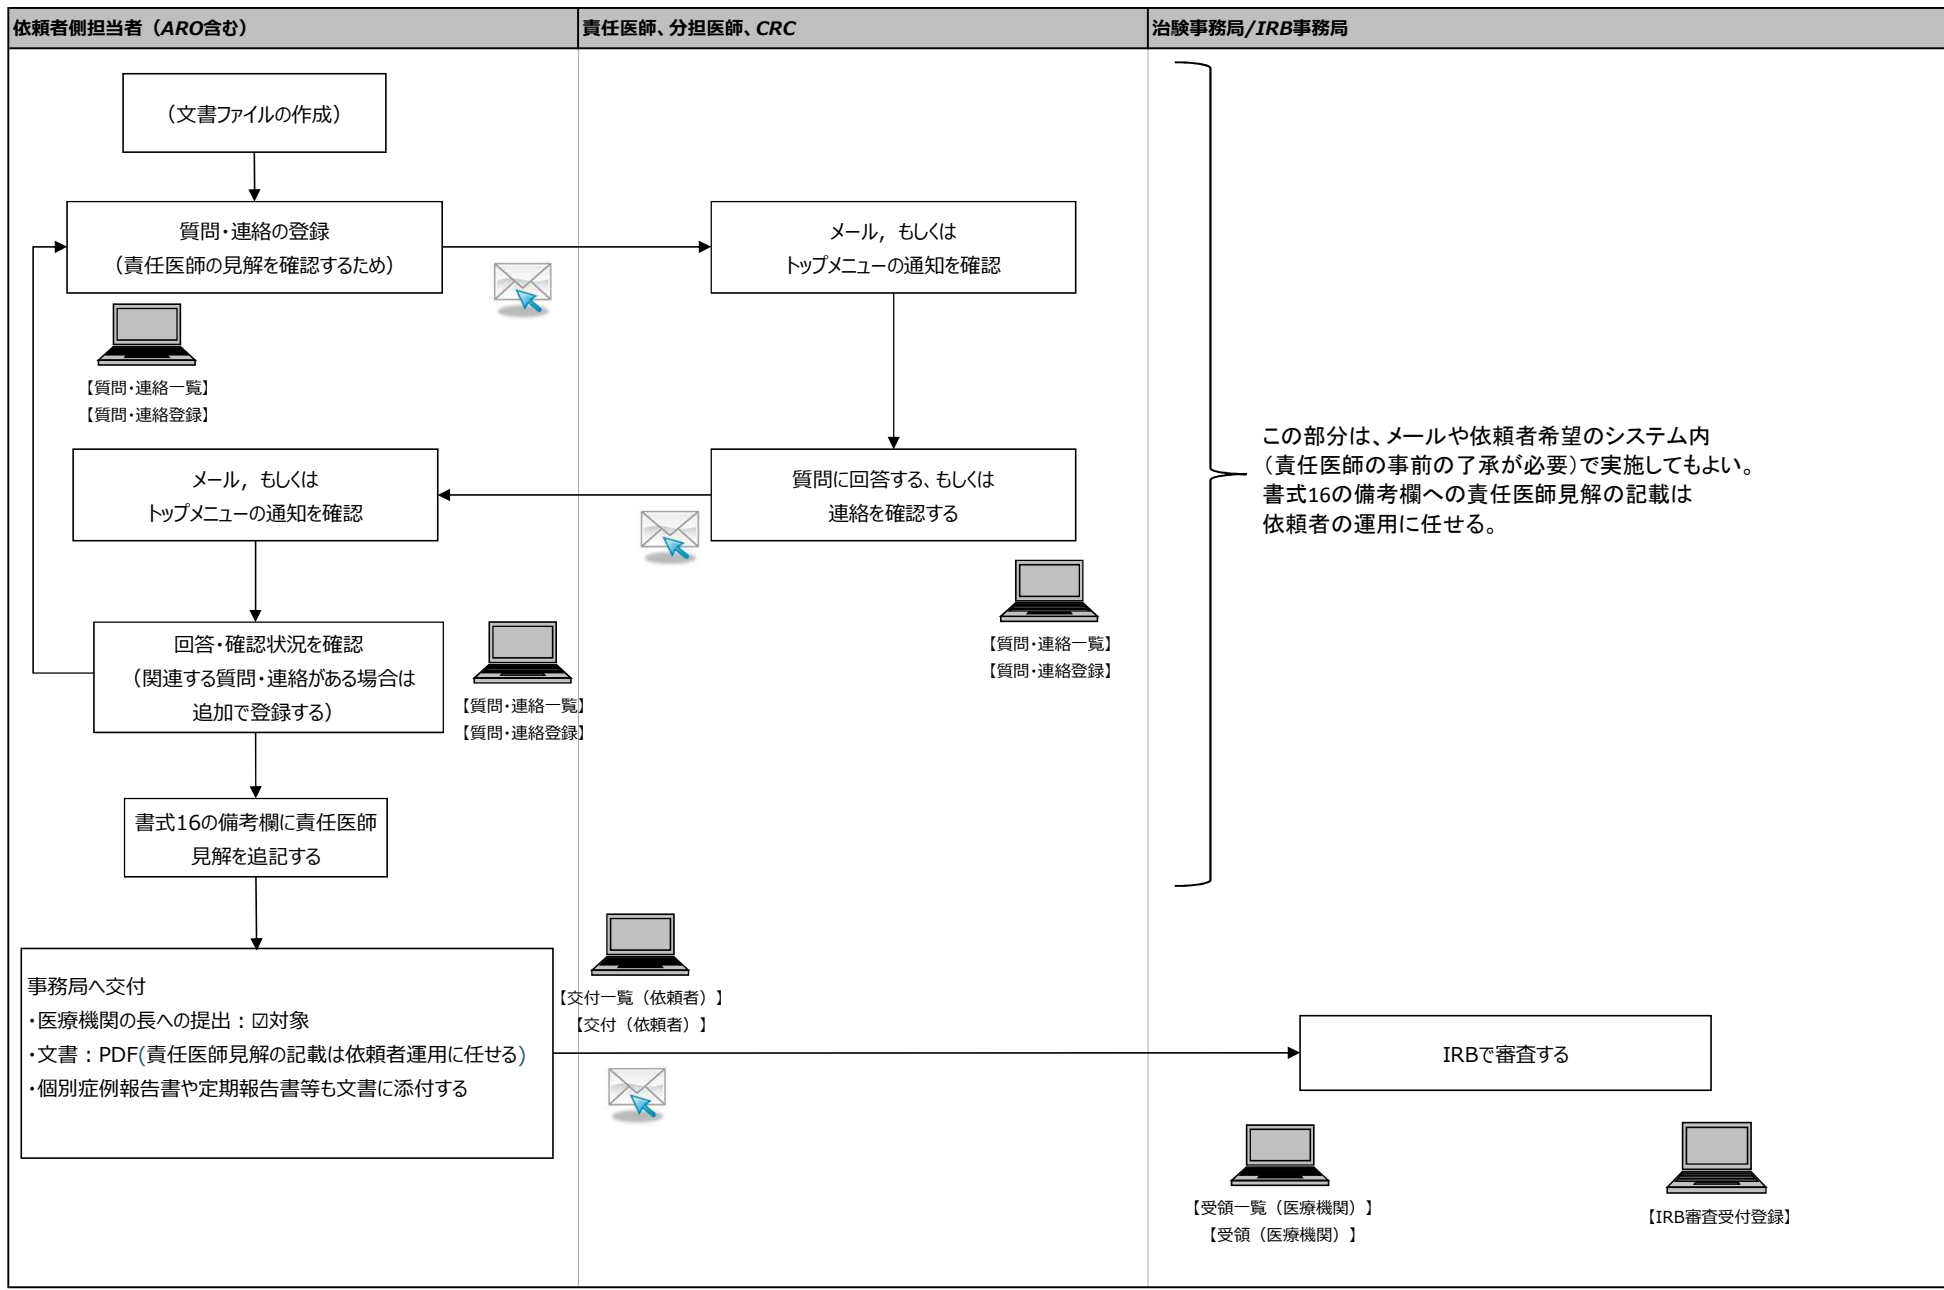 依頼者側担当者（ARO含む）
責任医師、分担医師、CRC
治験事務局/IRB事務局
（文書ファイルの作成）
質問・連絡の登録
（責任医師の見解を確認するため）
メール，もしくは
トップメニューの通知を確認
【質問・連絡一覧】
【質問・連絡登録】
メール，もしくは
トップメニューの通知を確認
質問に回答する、もしくは
連絡を確認する
【質問・連絡一覧】
【質問・連絡登録】
この部分は、メールや依頼者希望のシステム内
（責任医師の事前の了承が必要）で実施してもよい。
書式16の備考欄への責任医師見解の記載は
依頼者の運用に任せる。
回答・確認状況を確認
（関連する質問・連絡がある場合は
追加で登録する）
【質問・連絡一覧】
【質問・連絡登録】
書式16の備考欄に責任医師
見解を追記する
事務局へ交付
・医療機関の長への提出：☑対象
・文書：PDF(責任医師見解の記載は依頼者運用に任せる)
・個別症例報告書や定期報告書等も文書に添付する
【交付一覧（依頼者）】
【交付（依頼者）】
IRBで審査する
【受領一覧（医療機関）】
【受領（医療機関）】
【IRB審査受付登録】